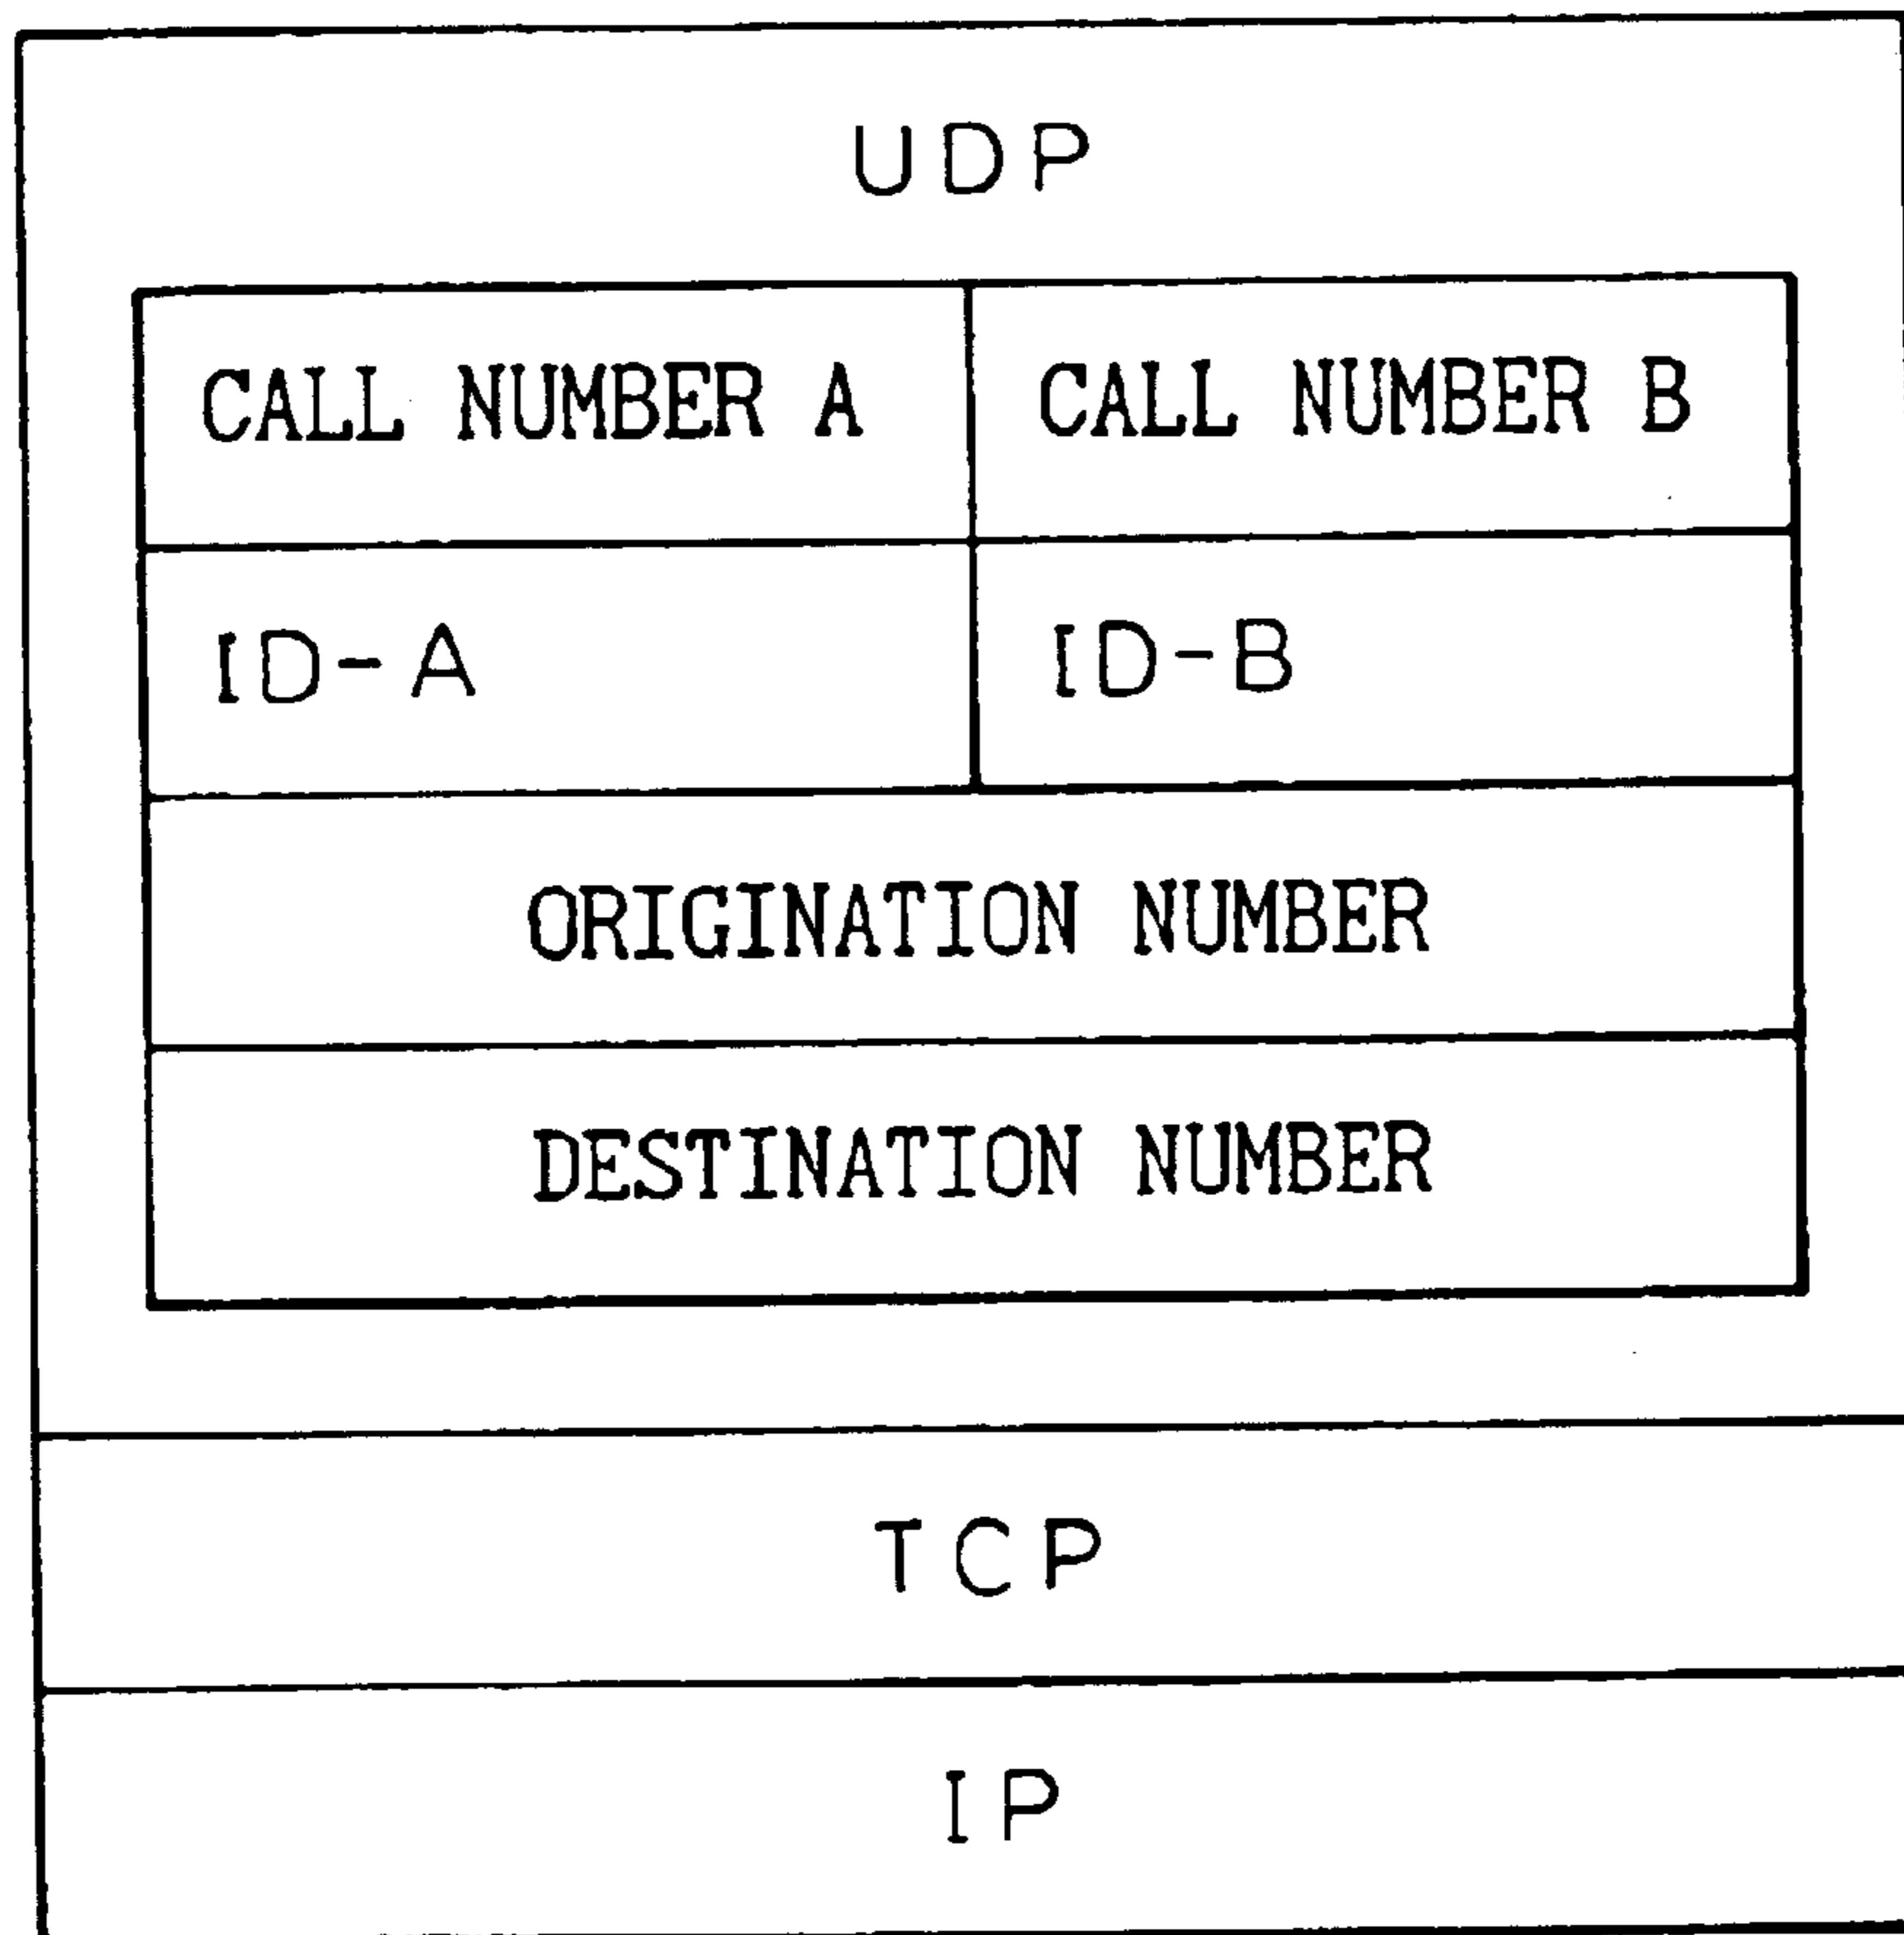 UDP
CALL NUMBER A CALL NUMBER B
ID-A ID-B
ORIGINATION NUMBER
DESTINATION NUMBER
TCP
IP